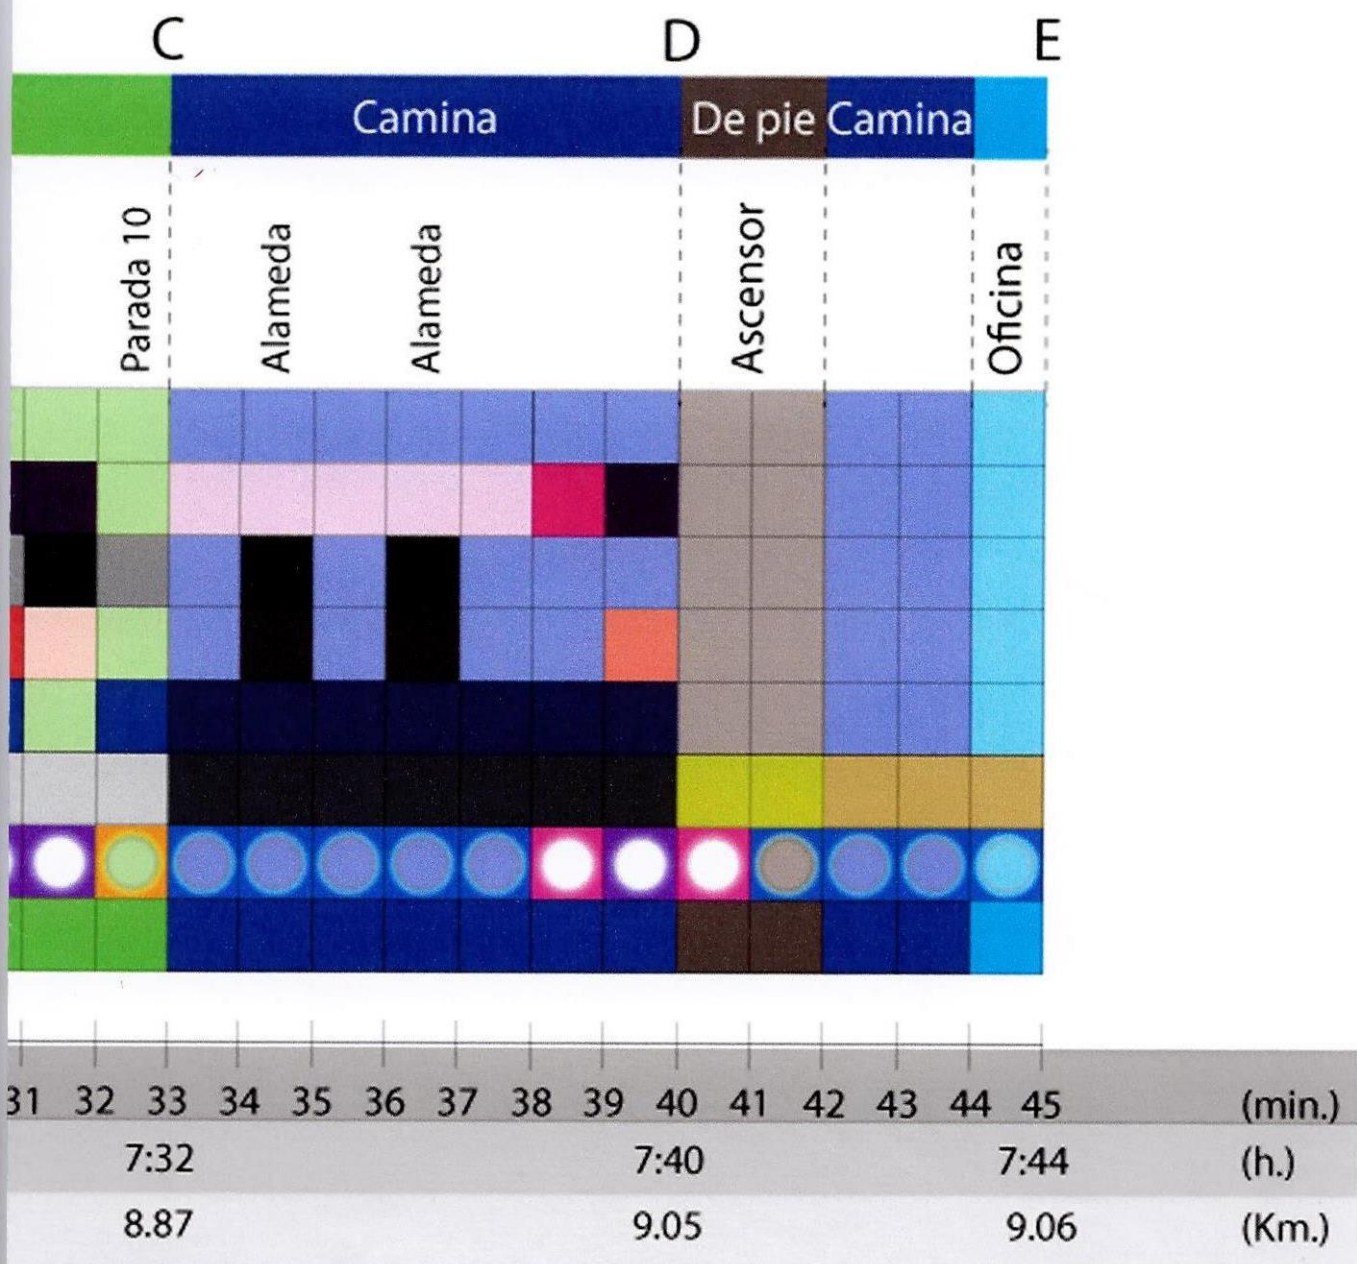 C D E
Camina De pie Camina
Parada 10
Alameda
Alameda
Ascensor
Oficina
31 32 33 34 35 36 37 38 39 40 41 42 43 44 45 (min.)
7:32 7:40 7:44 (h.)
8.87 9.05 9.06 (Km.)